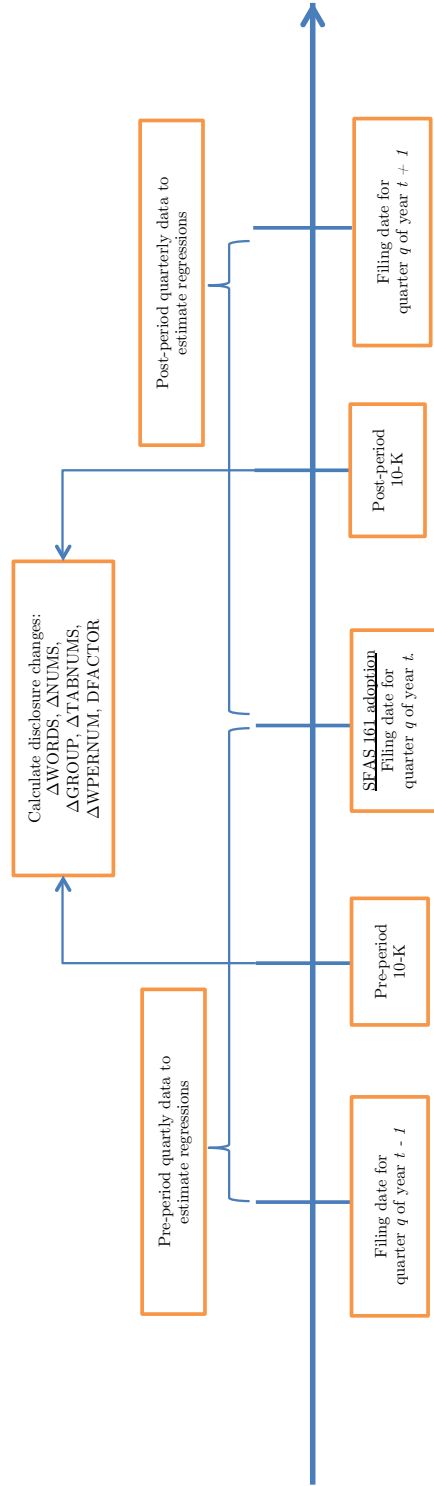 Calculate disclosure changes:
ΔWORDS, ΔNUMS,
ΔGROUP, ΔTABNUMS,
ΔWPERNUM, DFACTOR
Pre-period quartly data to
estimate regressions
Post-period quarterly data to
estimate regressions
Filing date for
quarter q of year t - 1
Pre-period
10-K
SFAS 161 adoption
Filing date for
quarter q of year t.
Post-period
10-K
Filing date for
quarter q of year t + 1